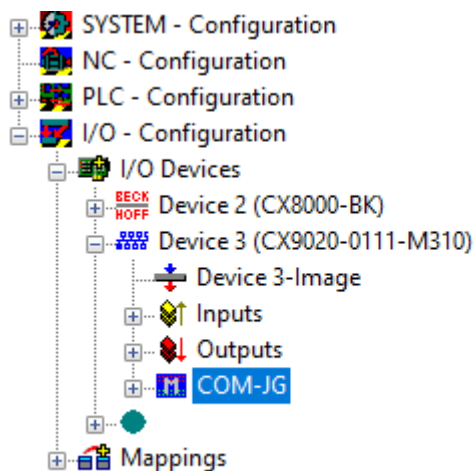 SYSTEM - Configuration
NC - Configuration
PLC - Configuration
I/O - Configuration
I/O Devices
BECK HOFF Device 2 (CX8000-BK)
Device 3 (CX9020-0111-M310)
Device 3-Image
Inputs
Outputs
M COM-JG
Mappings